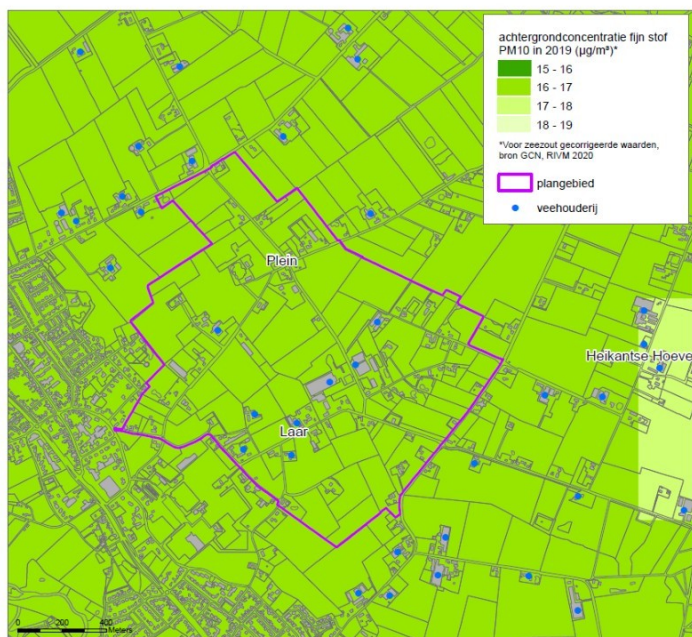 achtergrondconcentratie fijn stof
PM10 in 2019 (µg/m³)*
15 - 16
16 - 17
17 - 18
18 - 19
*Voor zeezout gecorrigeerde waarden,
bron GCN, RIVM 2020
plangebied
veehouderij
Plein
Heikantse Hoeve
Laar
0 200 400
Meters